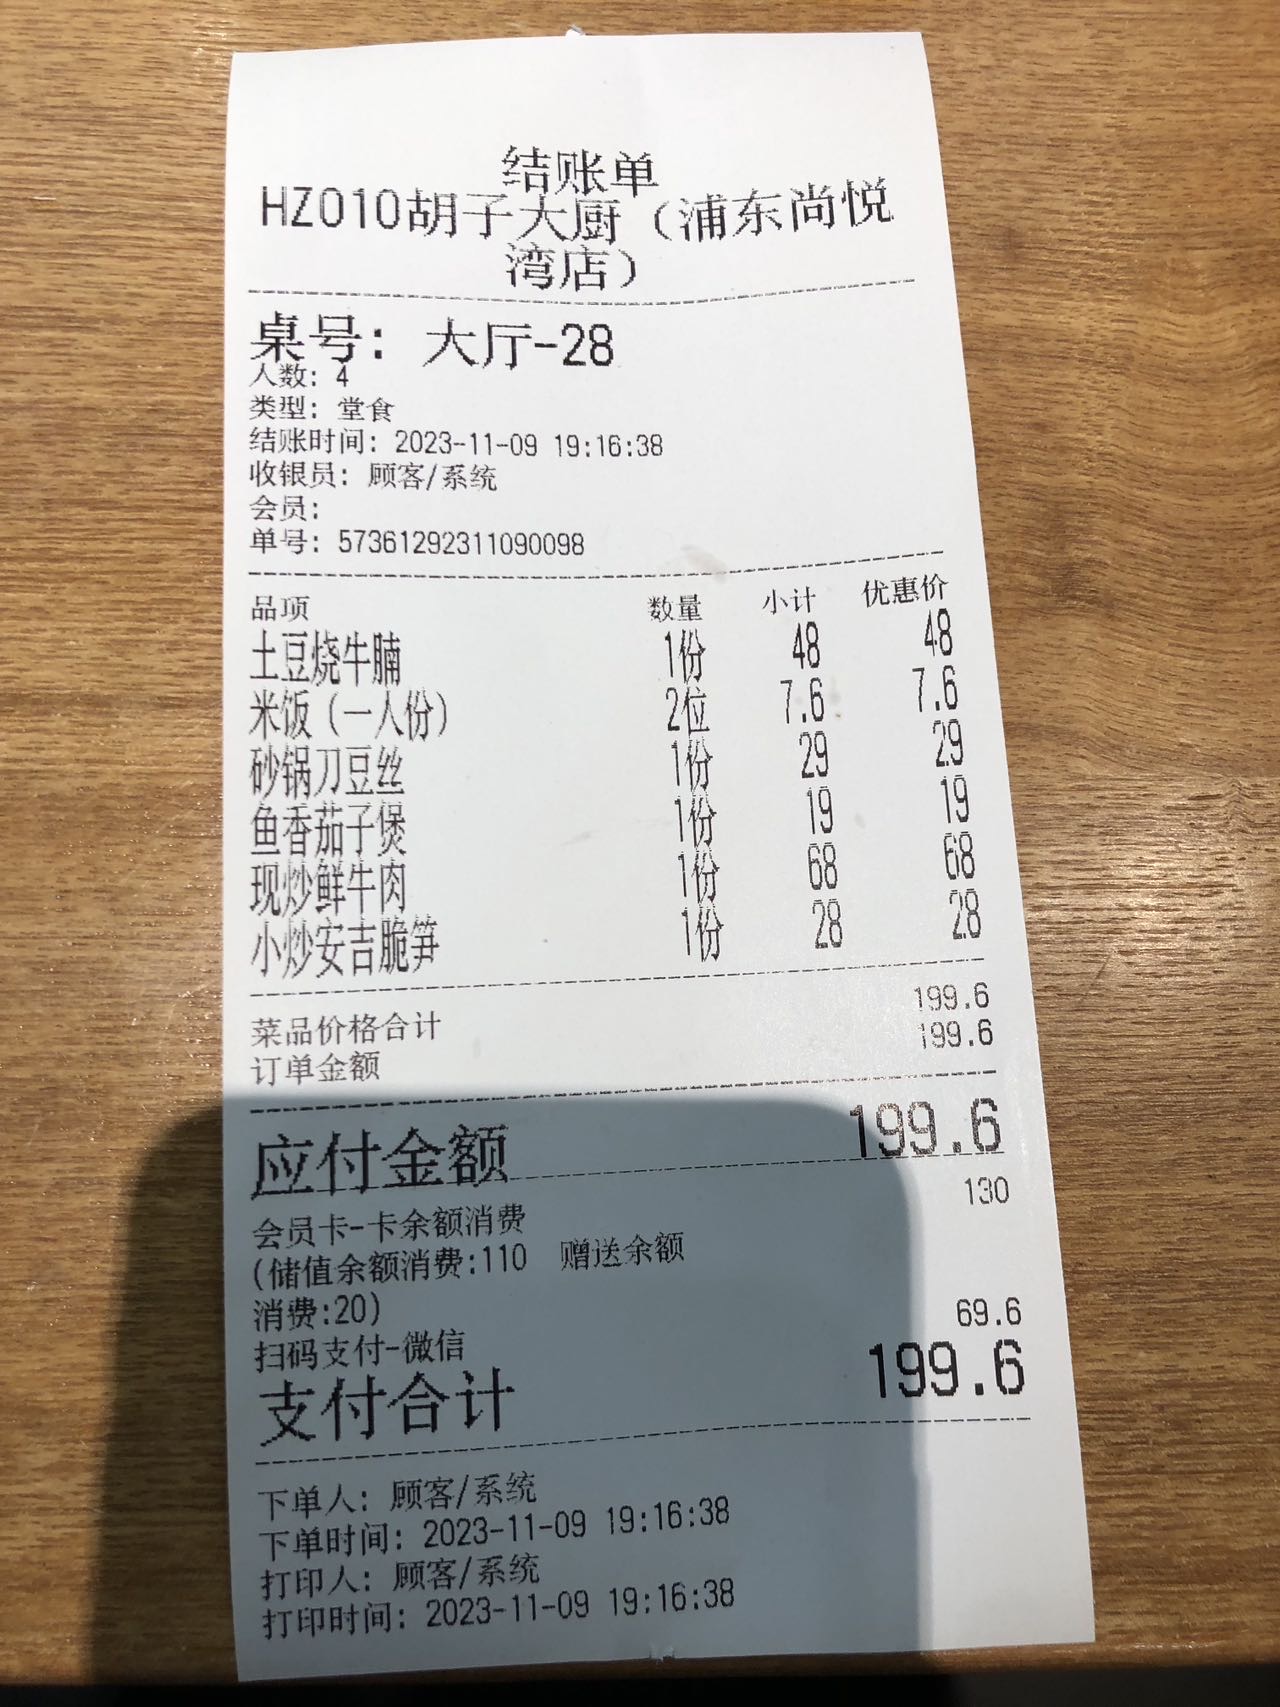 结账单
HZ010胡子大厨（浦东尚悦
湾店）
桌号: 大厅-28
人数: 4
类型: 堂食
结账时间: 2023-11-09 19:16:38
收银员: 顾客/系统
会员:
单号: 57361292311090098
品项 数量 小计 优惠价
土豆烧牛腩 1份 48 48
米饭（一人份） 2位 7.6 7.6
砂锅刀豆丝 1份 29 29
鱼香茄子煲 1份 19 19
现炒鲜牛肉 1份 68 68
小炒安吉脆笋 1份 28 28
菜品价格合计 199.6
订单金额 199.6
应付金额 199.6
会员卡-卡余额消费 130
(储值余额消费:110 赠送余额
消费:20)
扫码支付-微信 69.6
支付合计 199.6
下单人: 顾客/系统
下单时间: 2023-11-09 19:16:38
打印人: 顾客/系统
打印时间: 2023-11-09 19:16:38